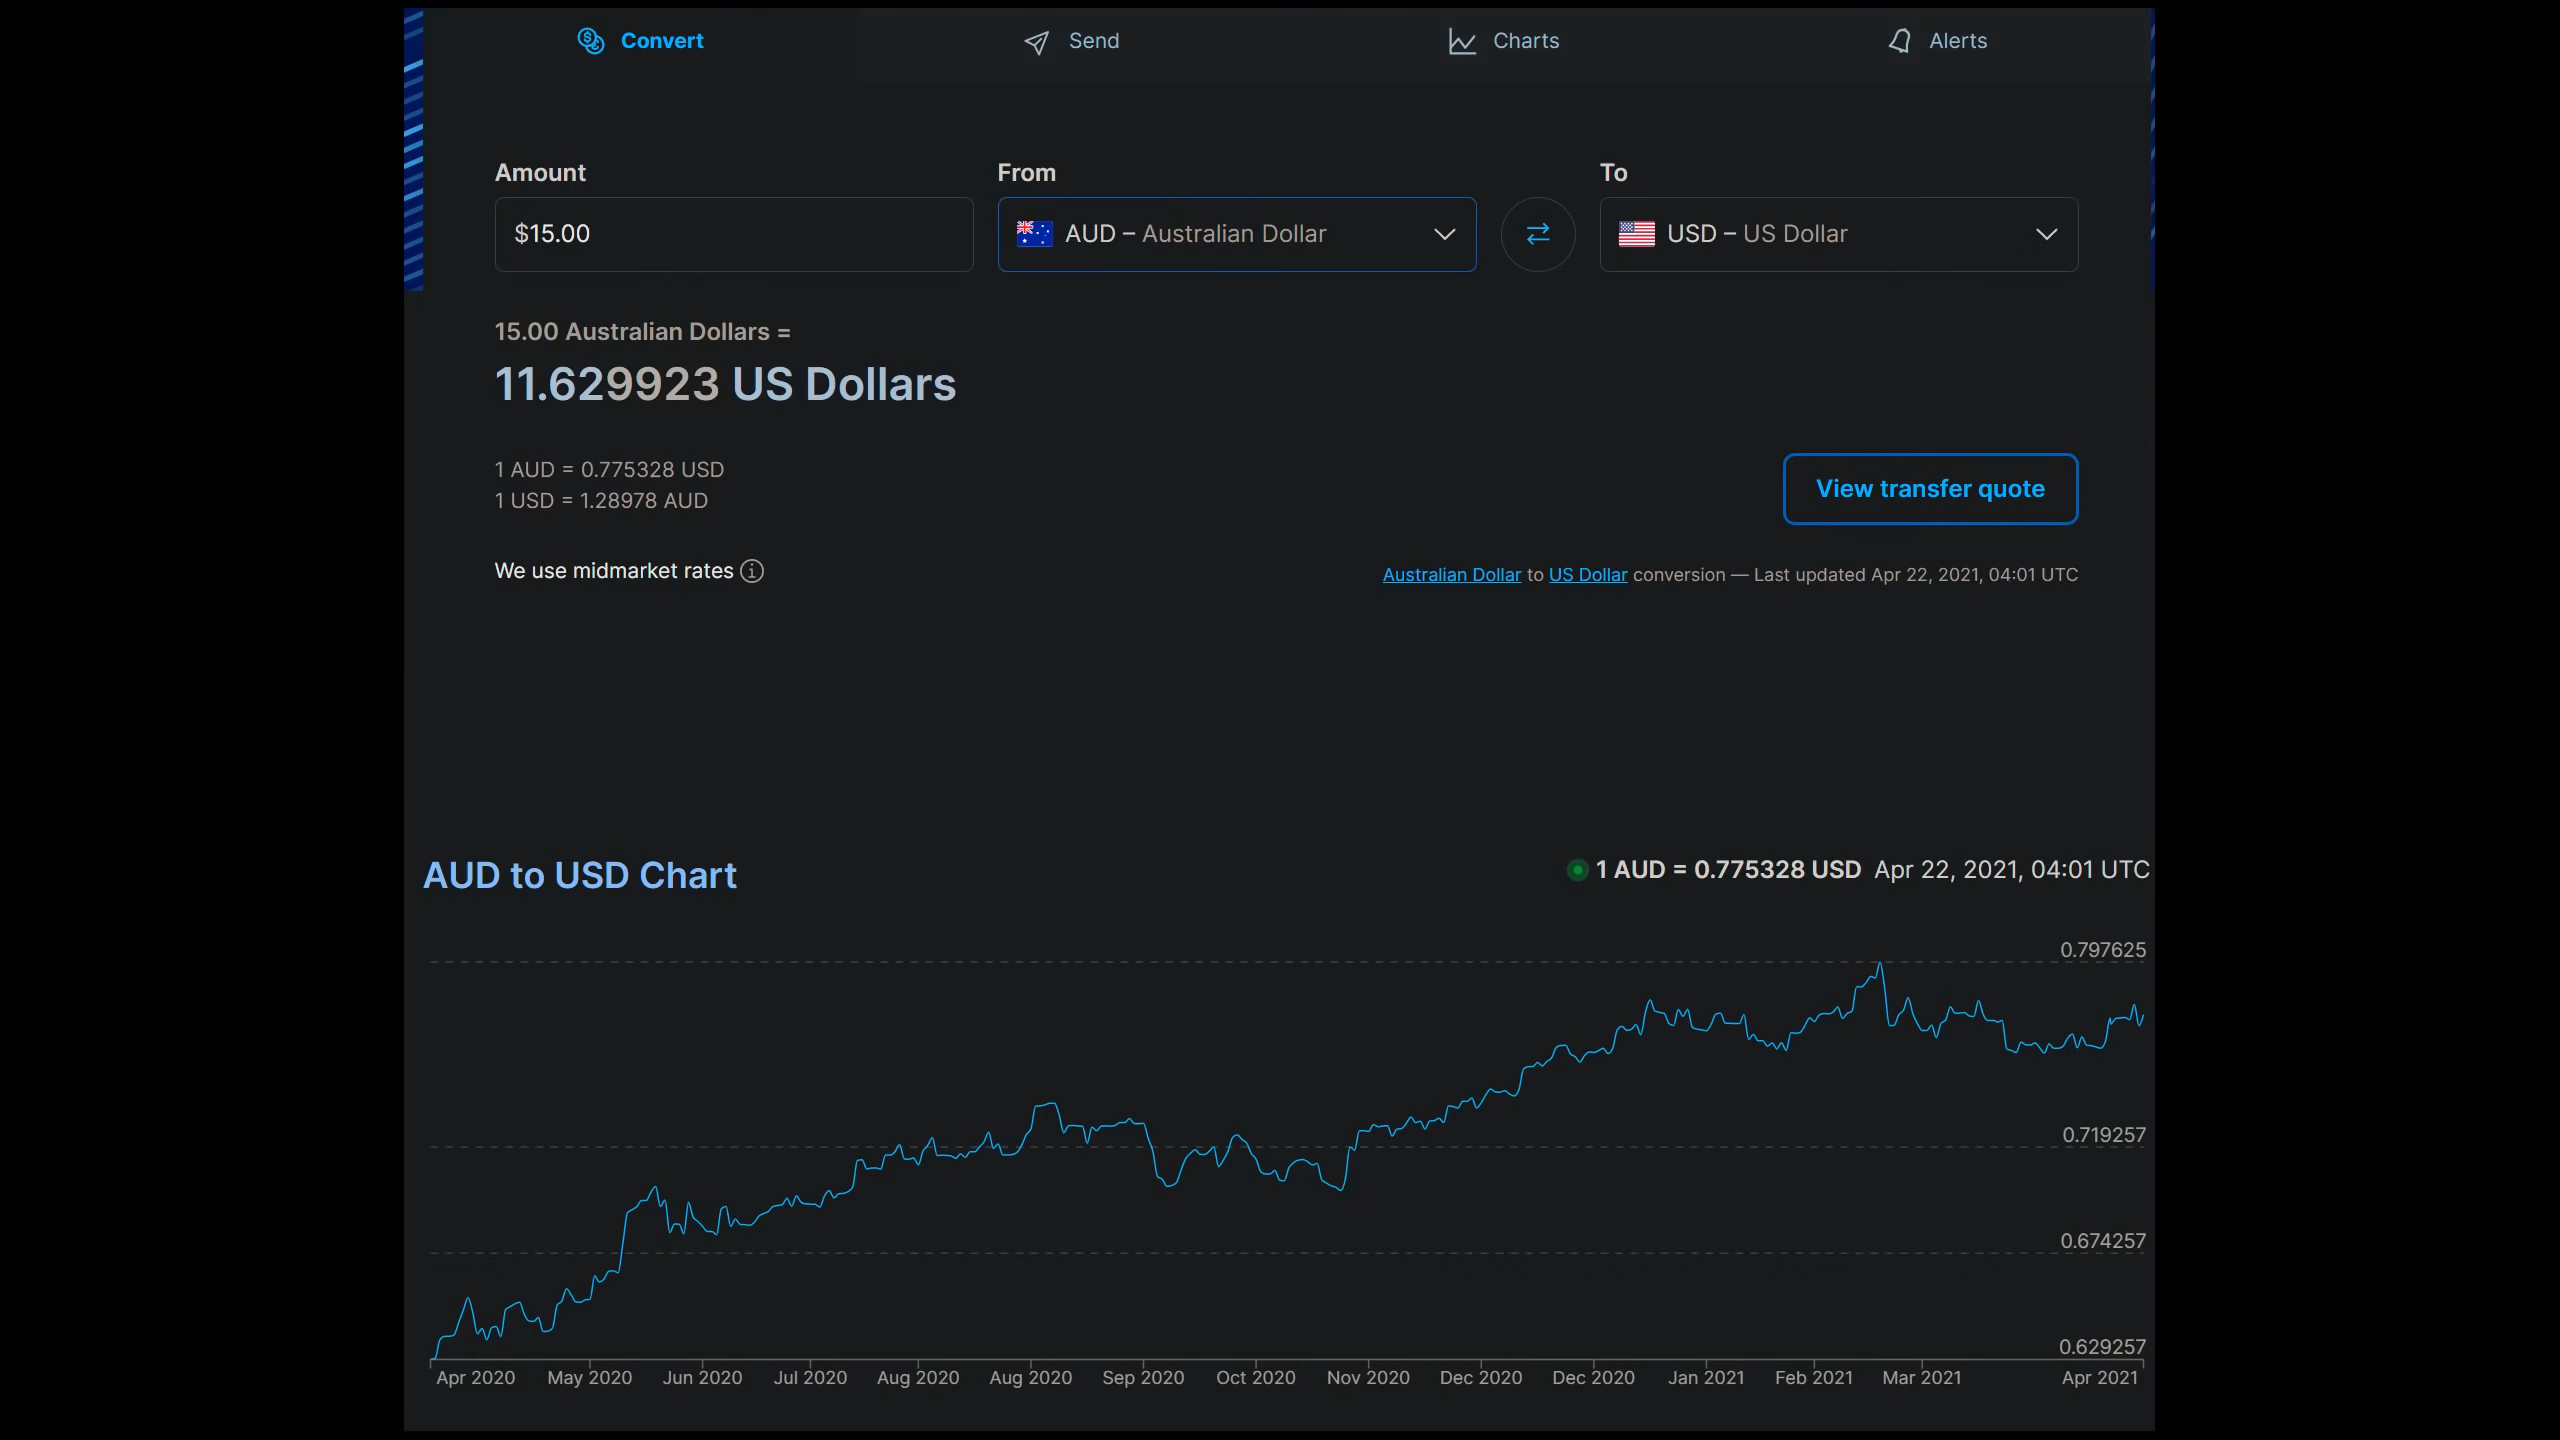 Convert
Send
Charts
Alerts
Amount
From
To
$15.00
AUD – Australian Dollar
USD – US Dollar
15.00 Australian Dollars =
11.629923 US Dollars
1 AUD = 0.775328 USD
1 USD = 1.28978 AUD
View transfer quote
We use midmarket rates
Australian Dollar to US Dollar conversion — Last updated Apr 22, 2021, 04:01 UTC
AUD to USD Chart
1 AUD = 0.775328 USD Apr 22, 2021, 04:01 UTC
0.797625
0.719257
0.674257
0.629257
Apr 2020 May 2020 Jun 2020 Jul 2020 Aug 2020 Aug 2020 Sep 2020 Oct 2020 Nov 2020 Dec 2020 Dec 2020 Jan 2021 Feb 2021 Mar 2021 Apr 2021